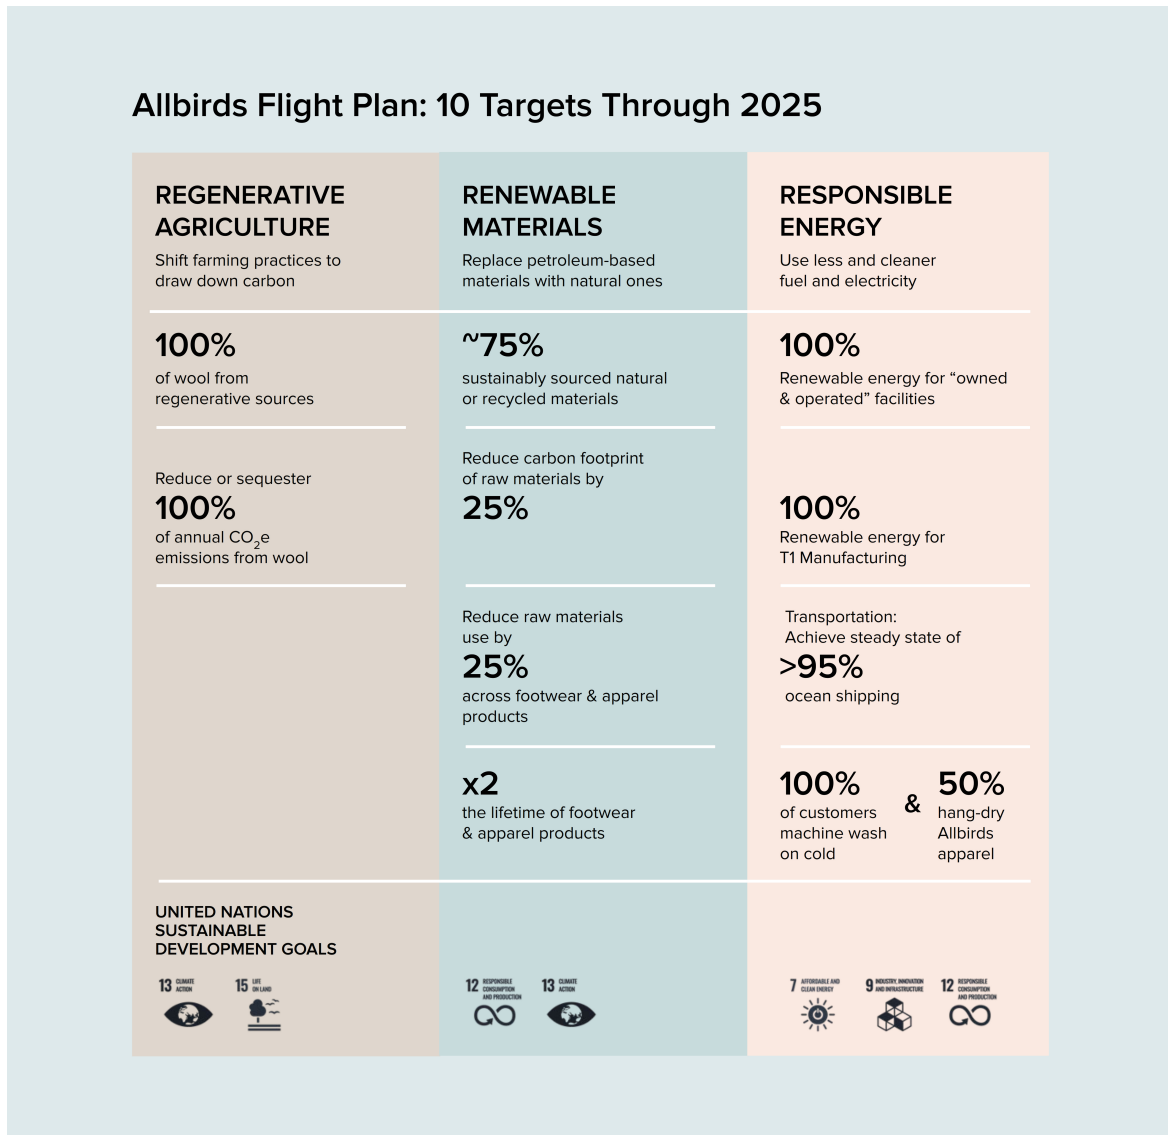 Allbirds Flight Plan: 10 Targets Through 2025
REGENERATIVE
AGRICULTURE
Shift farming practices to
draw down carbon
100%
of wool from
regenerative sources
Reduce or sequester
100%
of annual CO2e
emissions from wool
RENEWABLE
MATERIALS
Replace petroleum-based
materials with natural ones
~75%
sustainably sourced natural
or recycled materials
Reduce carbon footprint
of raw materials by
25%
Reduce raw materials
use by
25%
across footwear & apparel
products
x2
the lifetime of footwear
& apparel products
RESPONSIBLE
ENERGY
Use less and cleaner
fuel and electricity
100%
Renewable energy for “owned
& operated” facilities
100%
Renewable energy for
T1 Manufacturing
Transportation:
Achieve steady state of
>95%
ocean shipping
100%
of customers
machine wash
on cold
&
50%
hang-dry
Allbirds
apparel
UNITED NATIONS
SUSTAINABLE
DEVELOPMENT GOALS
13 CLIMATE
ACTION
15 LIFE
ON LAND
12 RESPONSIBLE
CONSUMPTION
AND PRODUCTION
13 CLIMATE
ACTION
7 AFFORDABLE AND
CLEAN ENERGY
9 INDUSTRY, INNOVATION
AND INFRASTRUCTURE
12 RESPONSIBLE
CONSUMPTION
AND PRODUCTION